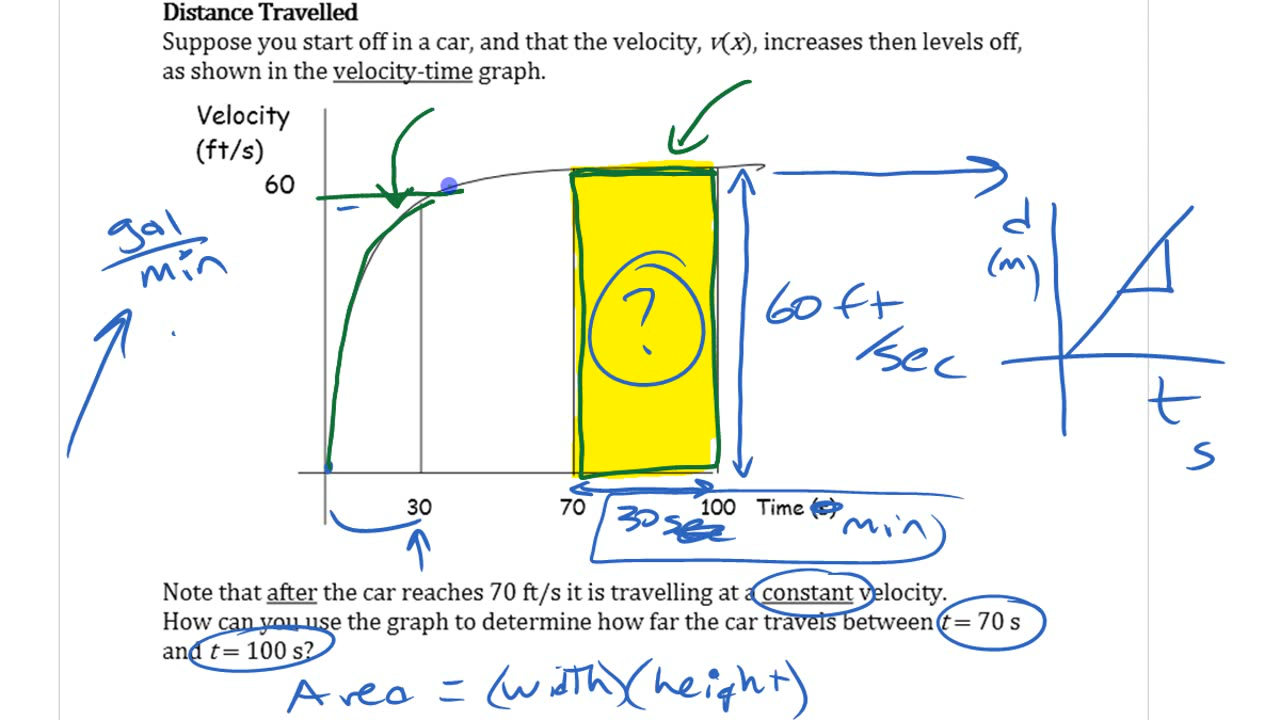 Distance Travelled
Suppose you start off in a car, and that the velocity, v(x), increases then levels off,
as shown in the velocity-time graph.
Velocity
(ft/s)
60
gal
min
?
60 ft
/sec
d
(m)
t
s
30
70
100
Time (s)
30 sec
min
Note that after the car reaches 70 ft/s it is travelling at a constant velocity.
How can you use the graph to determine how far the car travels between t = 70 s
and t = 100 s?
Area = (width)(height)